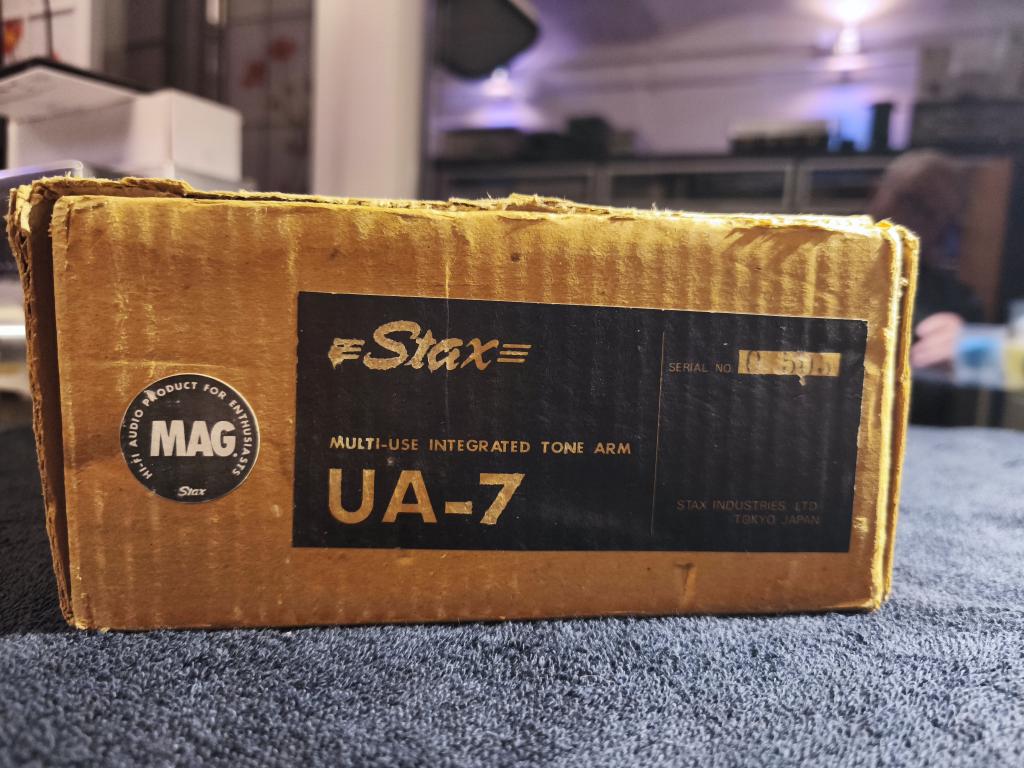 HI-FI AUDIO PRODUCT FOR ENTHUSIASTS
MAG
Stax
Stax
MULTI-USE INTEGRATED TONE ARM
UA-7
SERIAL NO
STAX INDUSTRIES LTD
TOKYO JAPAN